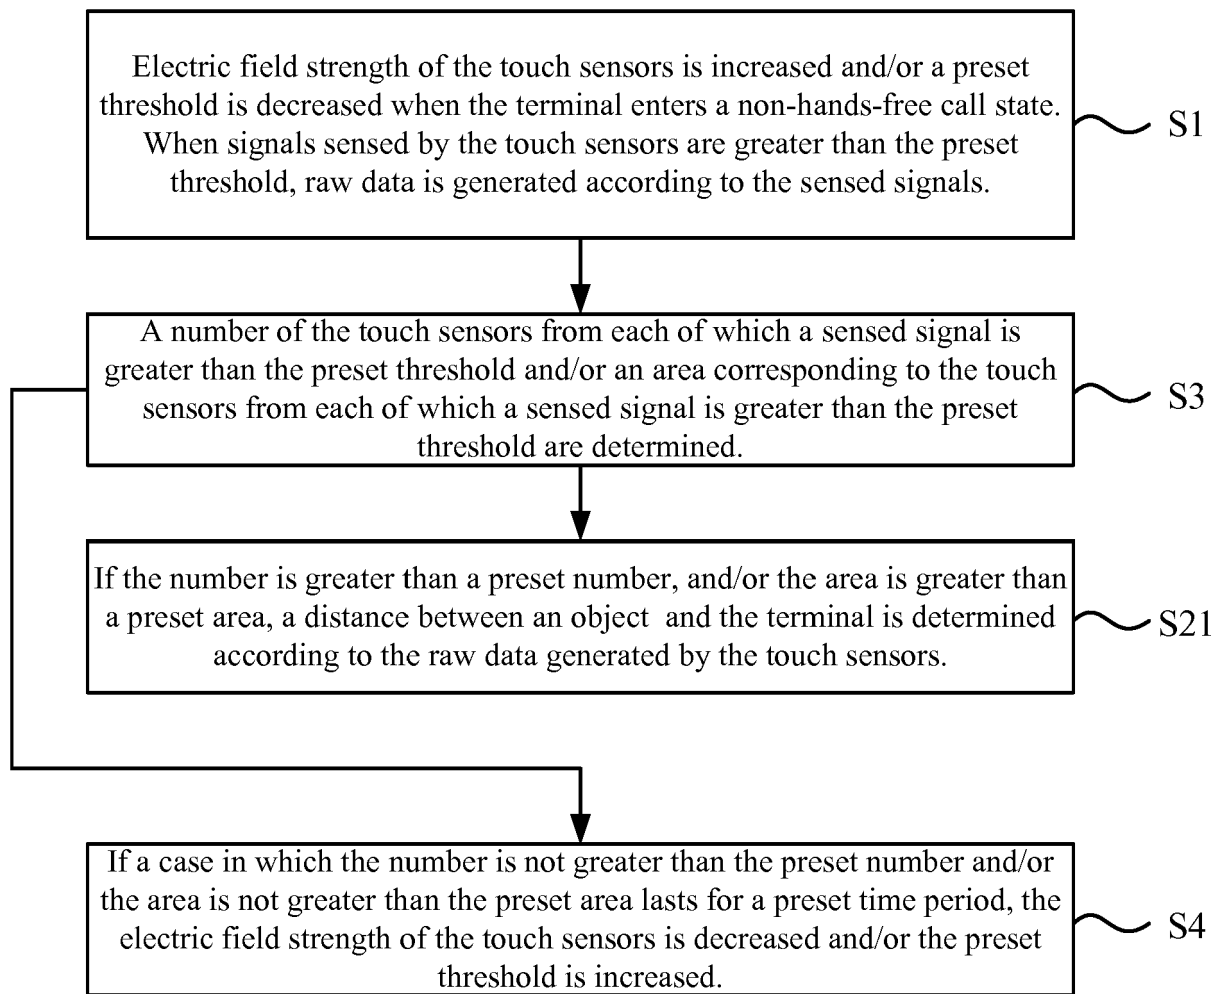 Electric field strength of the touch sensors is increased and/or a preset
threshold is decreased when the terminal enters a non-hands-free call state.
When signals sensed by the touch sensors are greater than the preset
threshold, raw data is generated according to the sensed signals.
S1
A number of the touch sensors from each of which a sensed signal is
greater than the preset threshold and/or an area corresponding to the touch
sensors from each of which a sensed signal is greater than the preset
threshold are determined.
S3
If the number is greater than a preset number, and/or the area is greater than
a preset area, a distance between an object  and the terminal is determined
according to the raw data generated by the touch sensors.
S21
If a case in which the number is not greater than the preset number and/or
the area is not greater than the preset area lasts for a preset time period, the
electric field strength of the touch sensors is decreased and/or the preset
threshold is increased.
S4